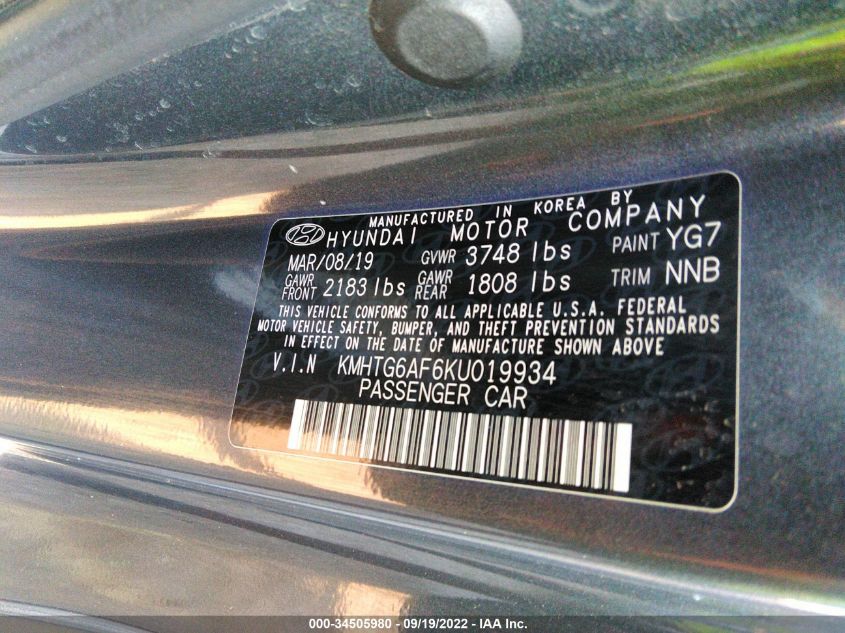 MANUFACTURED IN KOREA BY
HYUNDAI MOTOR COMPANY
MAR/08/19 GVWR 3748 lbs PAINT YG7
GAWR FRONT 2183 lbs GAWR REAR 1808 lbs TRIM NNB
THIS VEHICLE CONFORMS TO ALL APPLICABLE U.S.A. FEDERAL
MOTOR VEHICLE SAFETY, BUMPER, AND THEFT PREVENTION STANDARDS
IN EFFECT ON THE DATE OF MANUFACTURE SHOWN ABOVE
V.I.N KMHTG6AF6KU019934
PASSENGER CAR
000-34505980 - 09/19/2022 - IAA Inc.